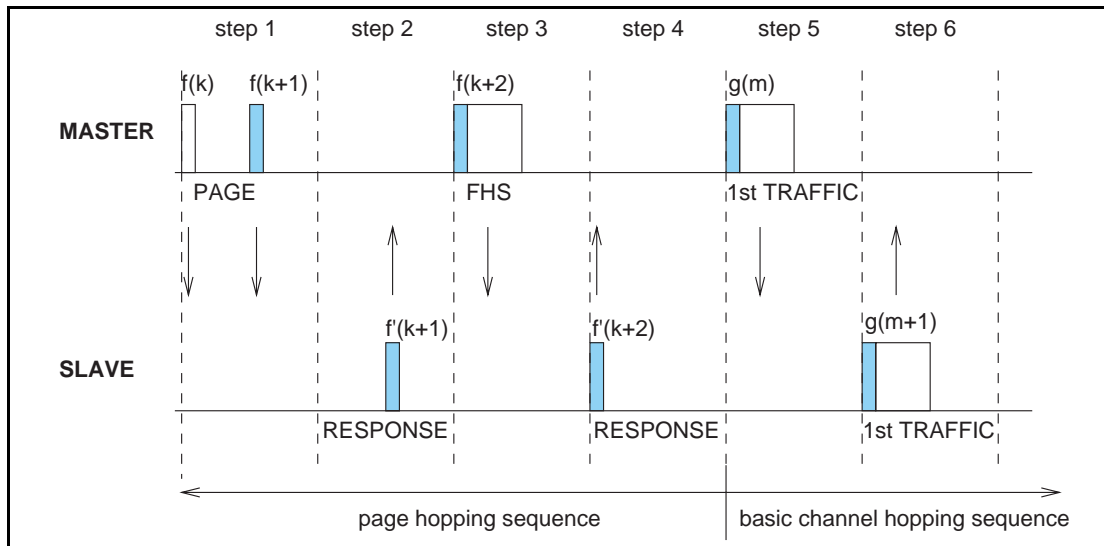 step 1 step 2 step 3 step 4 step 5 step 6
f(k) f(k+1) f(k+2) g(m)
MASTER
PAGE FHS 1st TRAFFIC
f'(k+1) f'(k+2) g(m+1)
SLAVE
RESPONSE RESPONSE 1st TRAFFIC
page hopping sequence basic channel hopping sequence